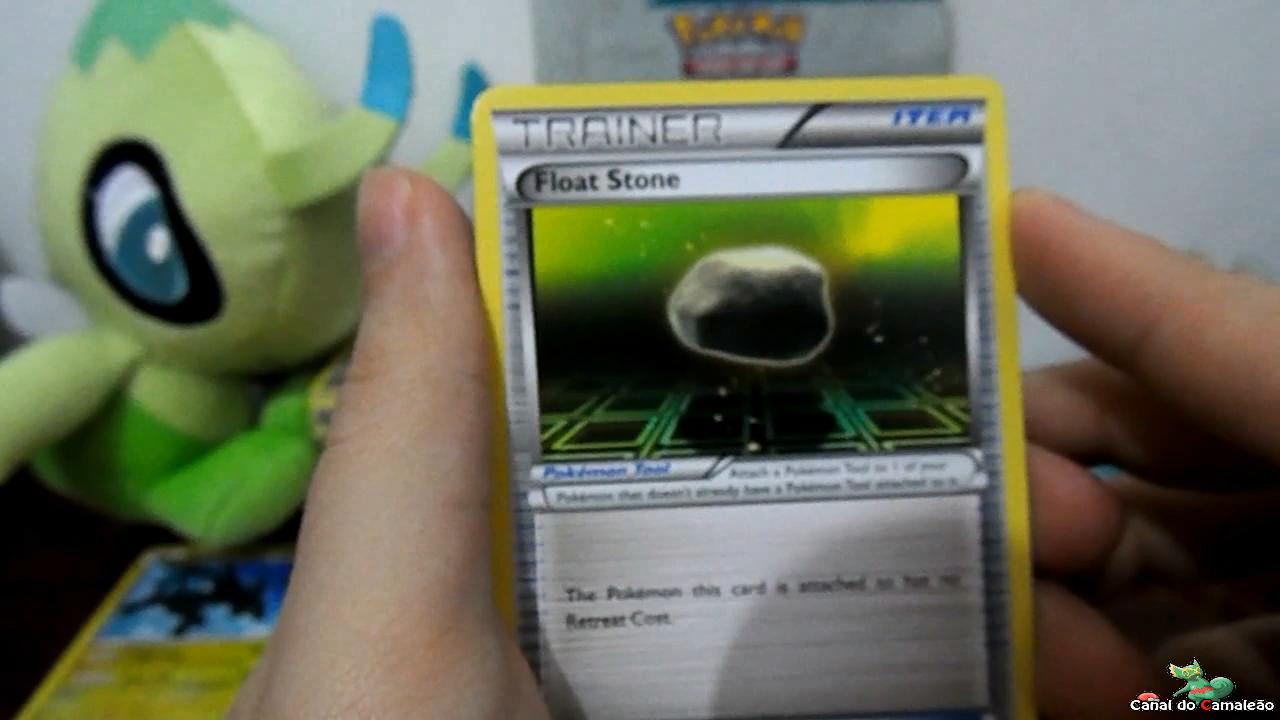 Pokémon
TRAINER
ITEM
Float Stone
Pokémon Tool
Attach a Pokémon Tool to 1 of your
Pokémon that doesn't already have a Pokémon Tool attached to it.
The Pokémon this card is attached to has no
Retreat Cost.
Canal do Camaleão